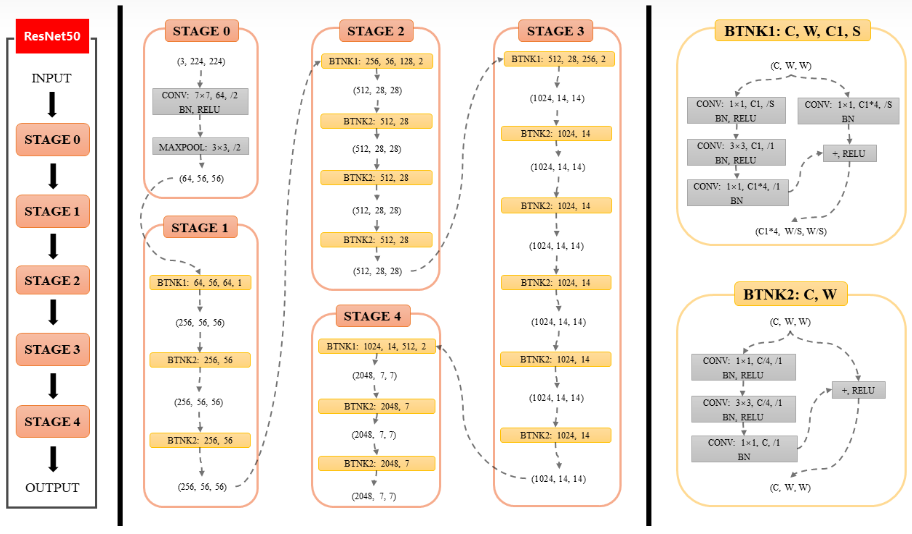 ResNet50
INPUT
STAGE 0
STAGE 1
STAGE 2
STAGE 3
STAGE 4
OUTPUT
STAGE 0
(3, 224, 224)
CONV: 7×7, 64, /2
BN, RELU
MAXPOOL: 3×3, /2
(64, 56, 56)
STAGE 1
BTNK1: 64, 56, 64, 1
(256, 56, 56)
BTNK2: 256, 56
(256, 56, 56)
BTNK2: 256, 56
(256, 56, 56)
STAGE 2
BTNK1: 256, 56, 128, 2
(512, 28, 28)
BTNK2: 512, 28
(512, 28, 28)
BTNK2: 512, 28
(512, 28, 28)
BTNK2: 512, 28
(512, 28, 28)
STAGE 3
BTNK1: 512, 28, 256, 2
(1024, 14, 14)
BTNK2: 1024, 14
(1024, 14, 14)
BTNK2: 1024, 14
(1024, 14, 14)
BTNK2: 1024, 14
(1024, 14, 14)
BTNK2: 1024, 14
(1024, 14, 14)
BTNK2: 1024, 14
(1024, 14, 14)
STAGE 4
BTNK1: 1024, 14, 512, 2
(2048, 7, 7)
BTNK2: 2048, 7
(2048, 7, 7)
BTNK2: 2048, 7
(2048, 7, 7)
BTNK1: C, W, C1, S
(C, W, W)
CONV: 1×1, C1, /S
BN, RELU
CONV: 3×3, C1, /1
BN, RELU
CONV: 1×1, C1*4, /1
BN
CONV: 1×1, C1*4, /S
BN
+, RELU
(C1*4, W/S, W/S)
BTNK2: C, W
(C, W, W)
CONV: 1×1, C/4, /1
BN, RELU
CONV: 3×3, C/4, /1
BN, RELU
CONV: 1×1, C, /1
BN
+, RELU
(C, W, W)